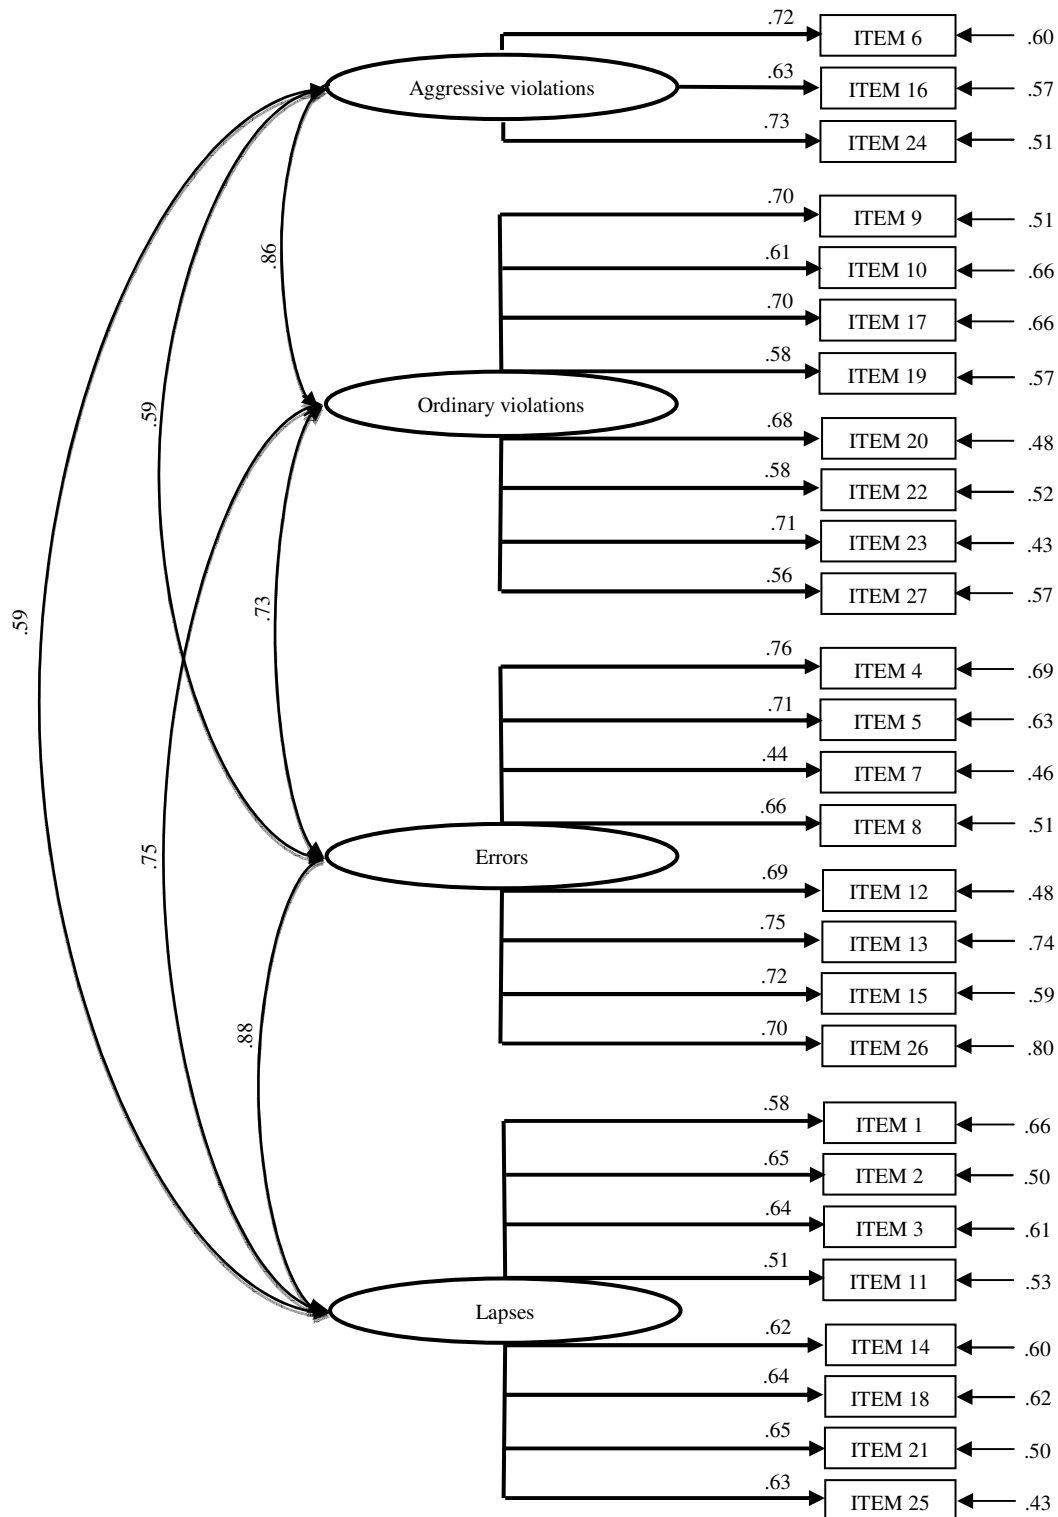 .72 ITEM 6 .60
Aggressive violations .63 ITEM 16 .57
.73 ITEM 24 .51
.70 ITEM 9 .51
.86 .61 ITEM 10 .66
.70 ITEM 17 .66
.58 ITEM 19 .57
Ordinary violations
.59 .68 ITEM 20 .48
.58 ITEM 22 .52
.71 ITEM 23 .43
.56 ITEM 27 .57
.59 .73
.76 ITEM 4 .69
.71 ITEM 5 .63
.44 ITEM 7 .46
.66 ITEM 8 .51
.75 Errors
.69 ITEM 12 .48
.75 ITEM 13 .74
.72 ITEM 15 .59
.88 .70 ITEM 26 .80
.58 ITEM 1 .66
.65 ITEM 2 .50
.64 ITEM 3 .61
.51 ITEM 11 .53
Lapses
.62 ITEM 14 .60
.64 ITEM 18 .62
.65 ITEM 21 .50
.63 ITEM 25 .43